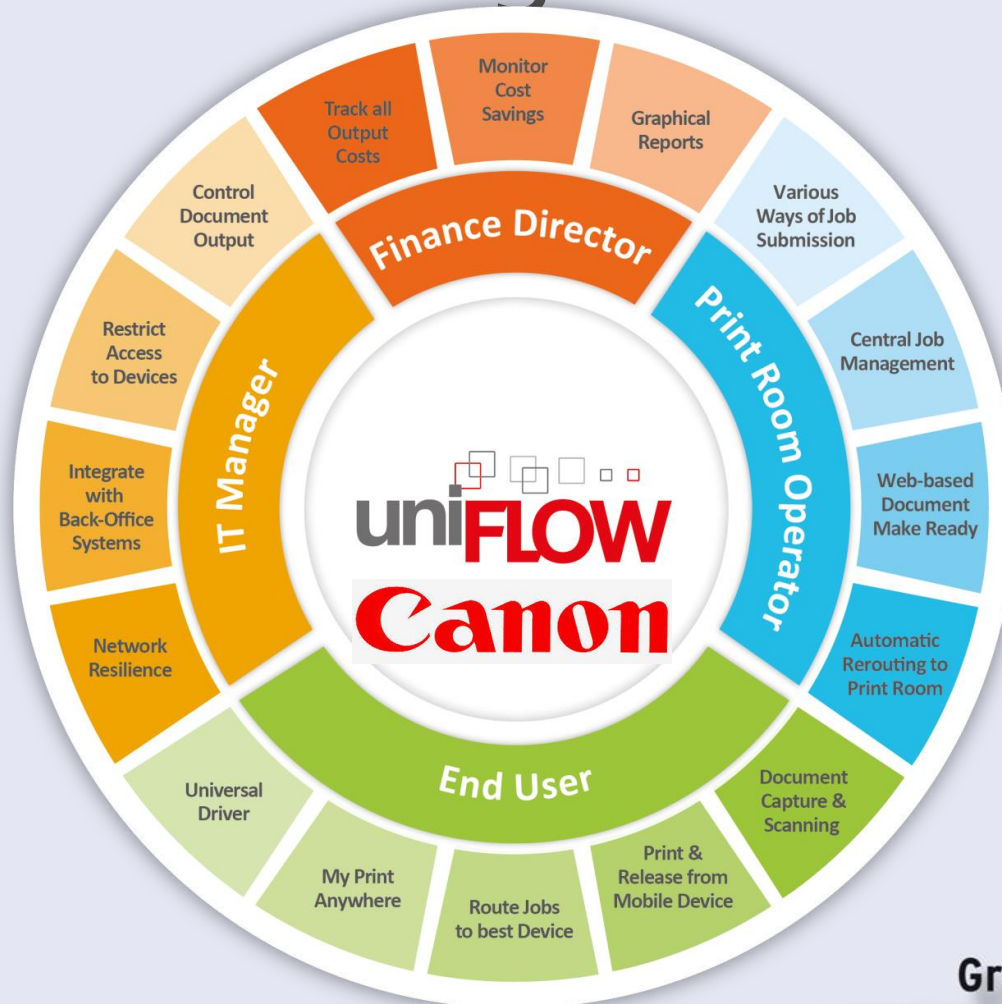 Monitor
Cost
Savings
Track all
Output
Costs
Graphical
Reports
Finance Director
Control
Document
Output
Restrict
Access
to Devices
Integrate
with
Back-Office
Systems
Network
Resilience
IT Manager
Various
Ways of Job
Submission
Central Job
Management
Web-based
Document
Make Ready
Automatic
Rerouting to
Print Room
Print Room Operator
uniFLOW
Canon
End User
Universal
Driver
My Print
Anywhere
Route Jobs
to best Device
Print &
Release from
Mobile Device
Document
Capture &
Scanning
Gr